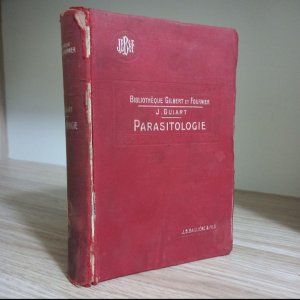 BIBLIOTHÈQUE GILBERT ET FOURNIER
J. GUIART
PARASITOLOGIE
J.-B. BAILLIÈRE & FILS